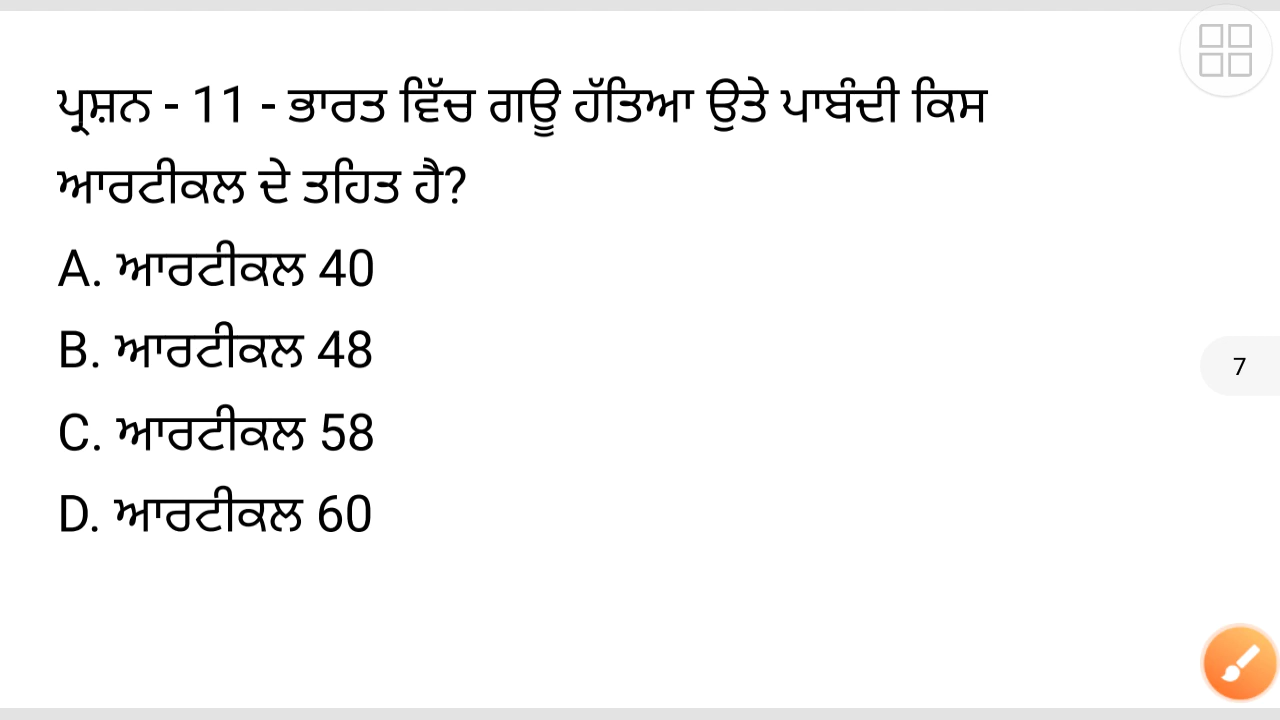 ਪ੍ਰਸ਼ਨ - 11 - ਭਾਰਤ ਵਿੱਚ ਗਊ ਹੱਤਿਆ ਉਤੇ ਪਾਬੰਦੀ ਕਿਸ
ਆਰਟੀਕਲ ਦੇ ਤਹਿਤ ਹੈ?
A. ਆਰਟੀਕਲ 40
B. ਆਰਟੀਕਲ 48
C. ਆਰਟੀਕਲ 58
D. ਆਰਟੀਕਲ 60
7